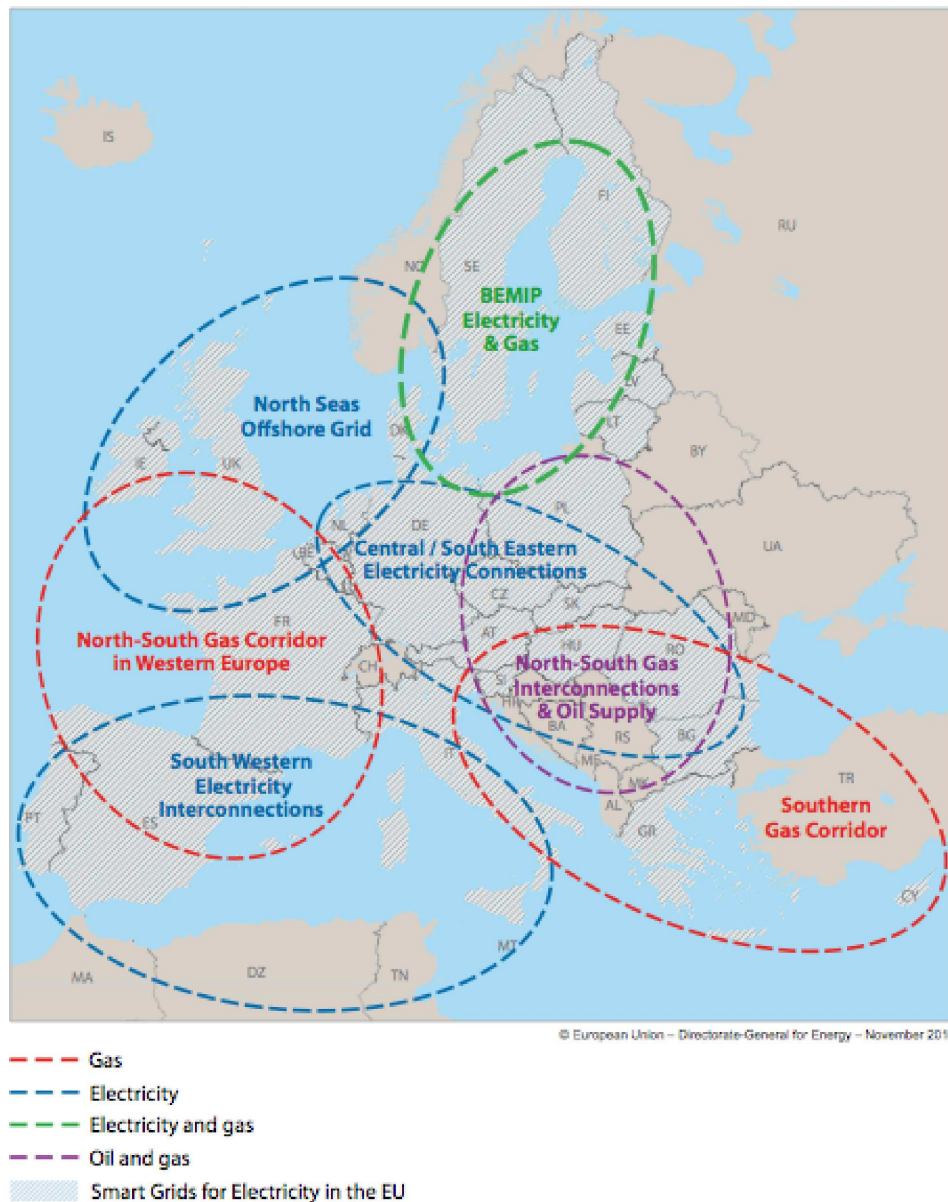 IS
FI
RU
NO
SE
BEMIP
Electricity
& Gas
EE
LV
LT
North Seas
Offshore Grid
DK
IE
UK
BY
NL
DE
PL
BE
Central / South Eastern
Electricity Connections
UA
CZ
SK
FR
AT
HU
MD
RO
North-South Gas Corridor
in Western Europe
CH
SI
North-South Gas
Interconnections
& Oil Supply
BA
RS
BG
IT
ME
MK
AL
South Western
Electricity
Interconnections
PT
ES
TR
Southern
Gas Corridor
GR
CY
MT
MA
DZ
TN
© European Union – Directorate-General for Energy – November 201
Gas
Electricity
Electricity and gas
Oil and gas
Smart Grids for Electricity in the EU